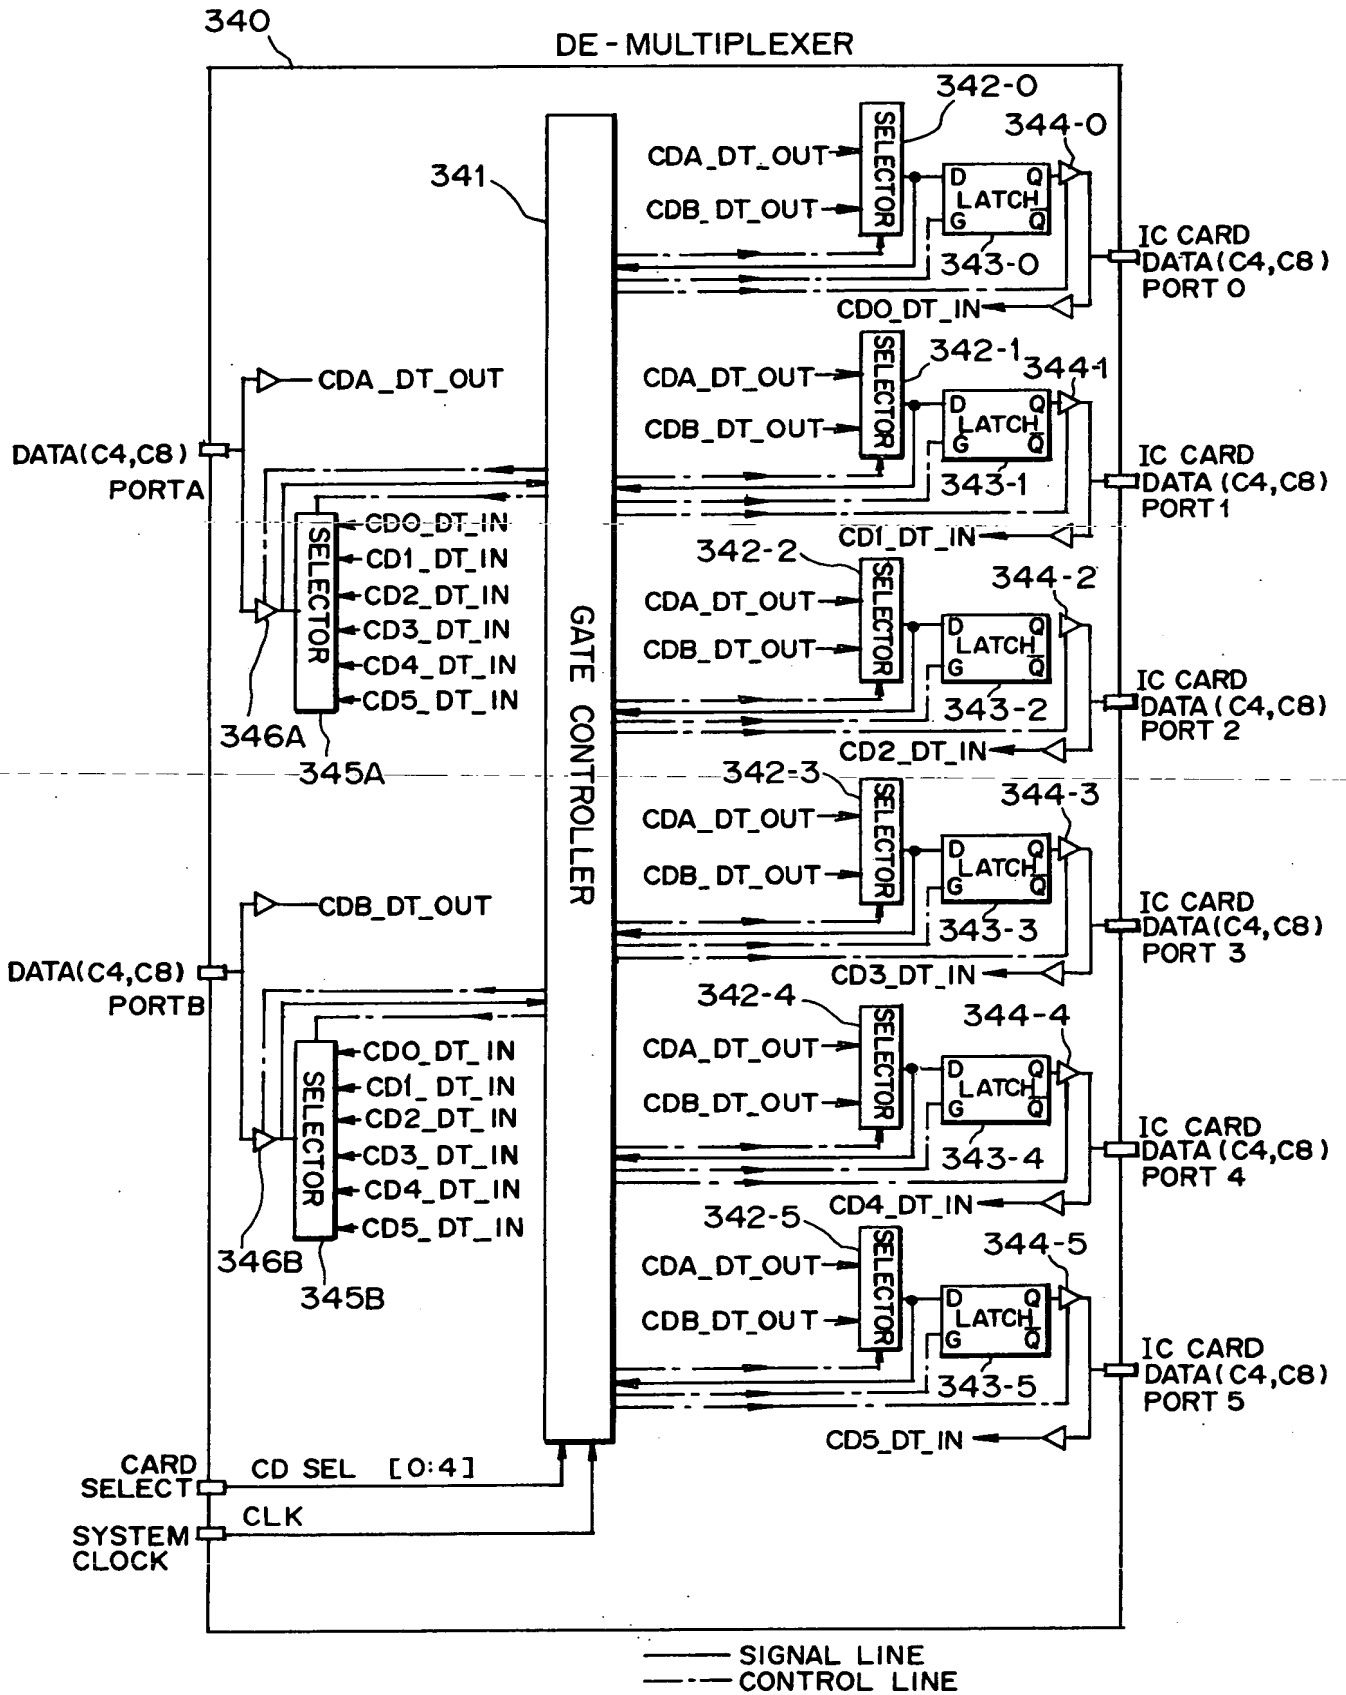 340
DE-MULTIPLEXER
342-0
344-0
SELECTOR
CDA_DT_OUT
CDB_DT_OUT
D Q
LATCH
G Q̅
343-0
IC CARD
DATA(C4,C8)
PORT 0
CD0_DT_IN
341
GATE CONTROLLER
342-1
344-1
SELECTOR
CDA_DT_OUT
CDB_DT_OUT
D Q
LATCH
G Q̅
343-1
IC CARD
DATA(C4,C8)
PORT 1
CD1_DT_IN
CDA_DT_OUT
DATA(C4,C8)
PORTA
SELECTOR
CD0_DT_IN
CD1_DT_IN
CD2_DT_IN
CD3_DT_IN
CD4_DT_IN
CD5_DT_IN
346A
345A
342-2
344-2
SELECTOR
CDA_DT_OUT
CDB_DT_OUT
D Q
LATCH
G Q̅
343-2
IC CARD
DATA(C4,C8)
PORT 2
CD2_DT_IN
342-3
344-3
SELECTOR
CDA_DT_OUT
CDB_DT_OUT
D Q
LATCH
G Q̅
343-3
IC CARD
DATA(C4,C8)
PORT 3
CD3_DT_IN
CDB_DT_OUT
DATA(C4,C8)
PORTB
SELECTOR
CD0_DT_IN
CD1_DT_IN
CD2_DT_IN
CD3_DT_IN
CD4_DT_IN
CD5_DT_IN
346B
345B
342-4
344-4
SELECTOR
CDA_DT_OUT
CDB_DT_OUT
D Q
LATCH
G Q̅
343-4
IC CARD
DATA(C4,C8)
PORT 4
CD4_DT_IN
342-5
344-5
SELECTOR
CDA_DT_OUT
CDB_DT_OUT
D Q
LATCH
G Q̅
343-5
IC CARD
DATA(C4,C8)
PORT 5
CD5_DT_IN
CARD
SELECT
CD SEL [0:4]
CLK
SYSTEM
CLOCK
SIGNAL LINE
CONTROL LINE